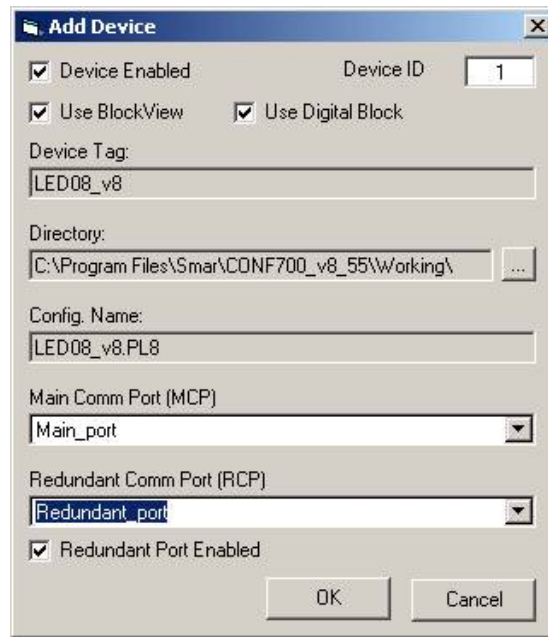 Add Device
Device Enabled Device ID 1
Use BlockView Use Digital Block
Device Tag:
LED08_v8
Directory:
C:\Program Files\Smar\CONF700_v8_55\Working\ ...
Config. Name:
LED08_v8.PL8
Main Comm Port (MCP)
Main_port
Redundant Comm Port (RCP)
Redundant_port
Redundant Port Enabled
OK Cancel